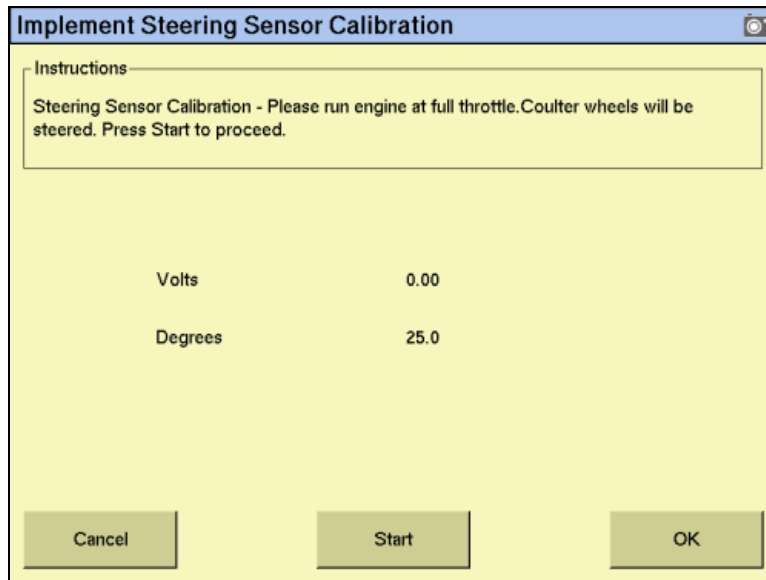 Implement Steering Sensor Calibration
Instructions
Steering Sensor Calibration - Please run engine at full throttle.Coulter wheels will be
steered. Press Start to proceed.
Volts 0.00
Degrees 25.0
Cancel Start OK